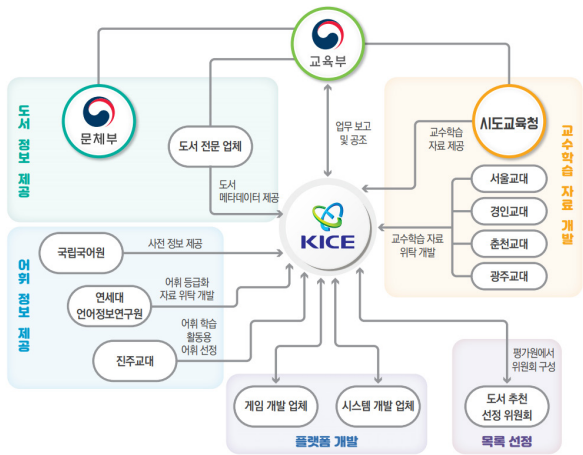 교육부
문체부
도서 정보 제공
도서 전문 업체
도서
메타데이터 제공
업무 보고
및 공조
교수학습
자료 제공
시도교육청
교수학습 자료 개발
서울교대
경인교대
춘천교대
광주교대
교수학습 자료
위탁 개발
KICE
어휘 정보 제공
국립국어원
사전 정보 제공
연세대
언어정보연구원
어휘 등급화
자료 위탁 개발
진주교대
어휘 학습
활동용
어휘 선정
게임 개발 업체
시스템 개발 업체
플랫폼 개발
평가원에서
위원회 구성
도서 추천
선정 위원회
목록 선정